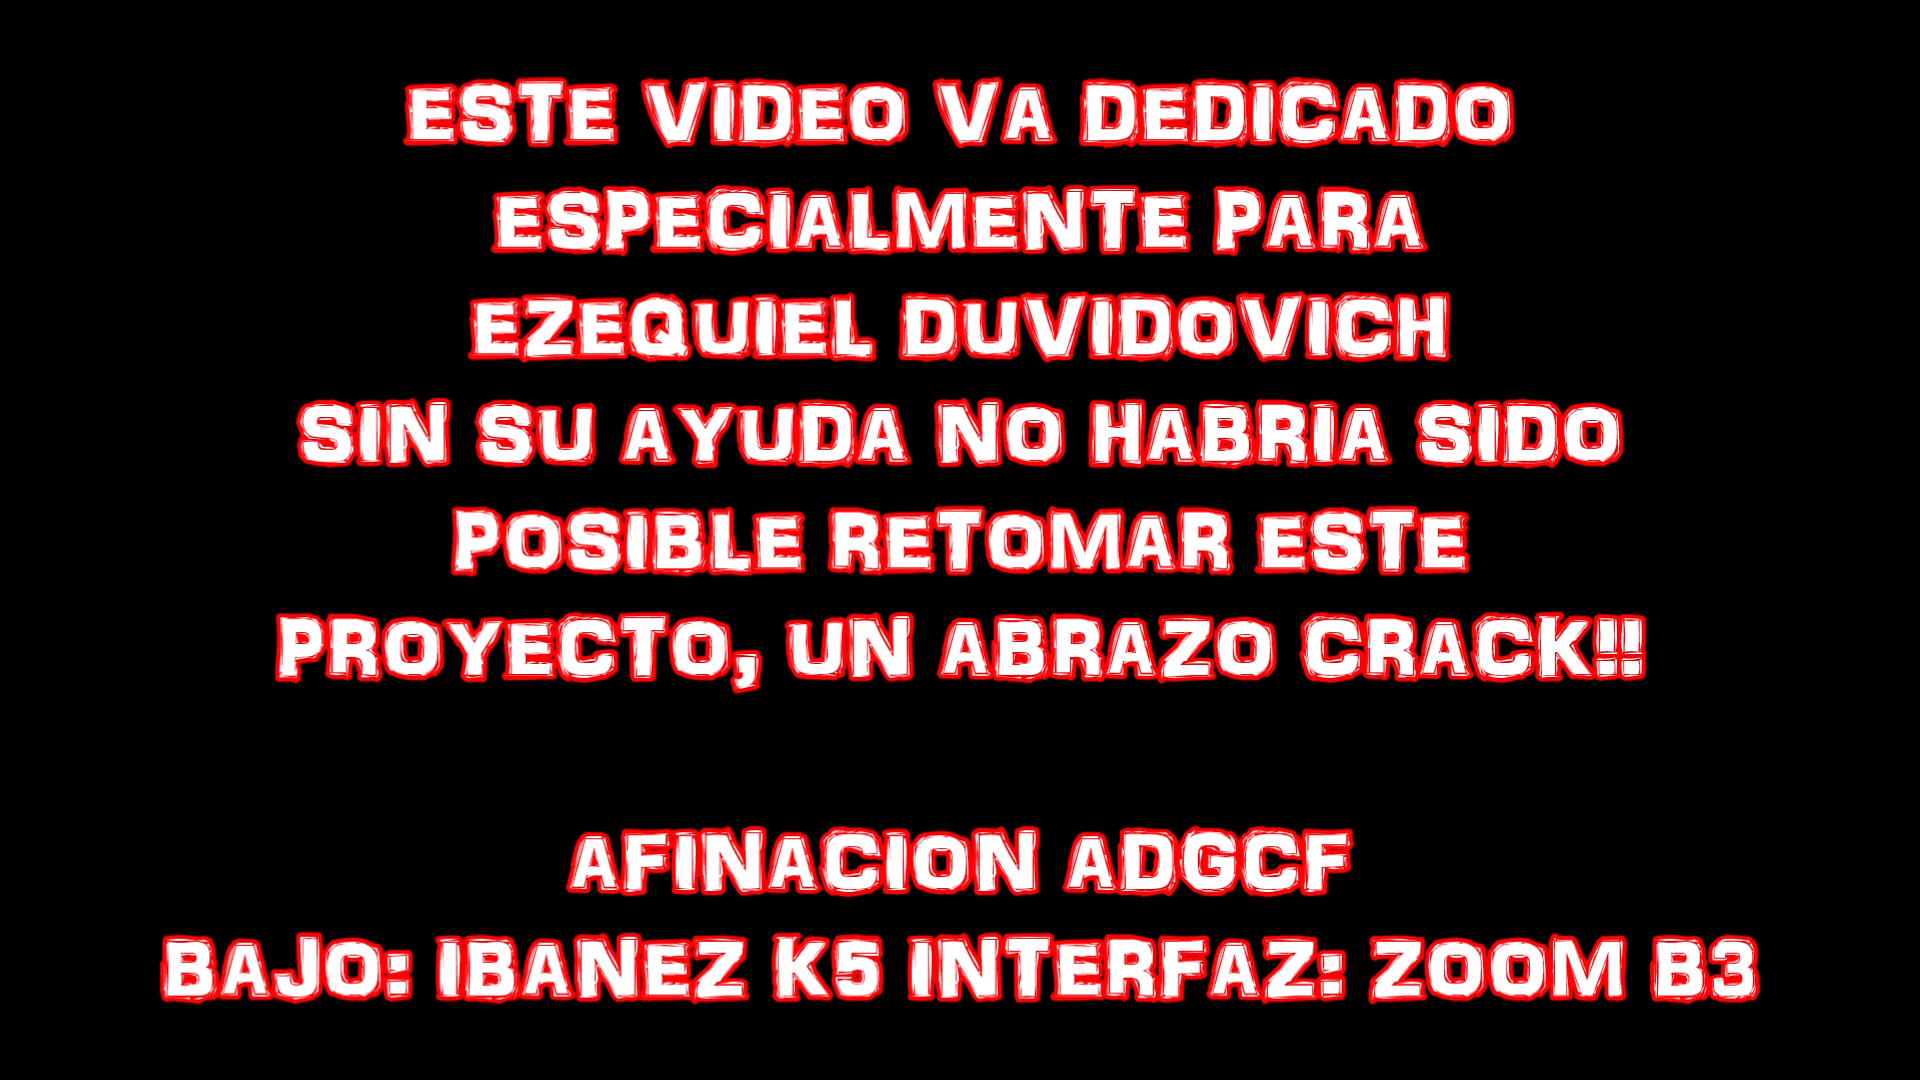 ESTE VIDEO VA DEDICADO
ESPECIALMENTE PARA
EZEQUIEL DUVIDOVICH
SIN SU AYUDA NO HABRIA SIDO
POSIBLE RETOMAR ESTE
PROYECTO, UN ABRAZO CRACK!!
AFINACION ADGCF
BAJO: IBANEZ K5 INTERFAZ: ZOOM B3